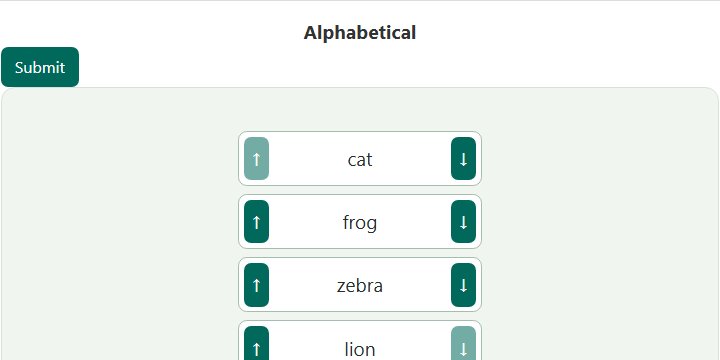 Alphabetical
Submit
↑ cat ↓
↑ frog ↓
↑ zebra ↓
↑ lion ↓